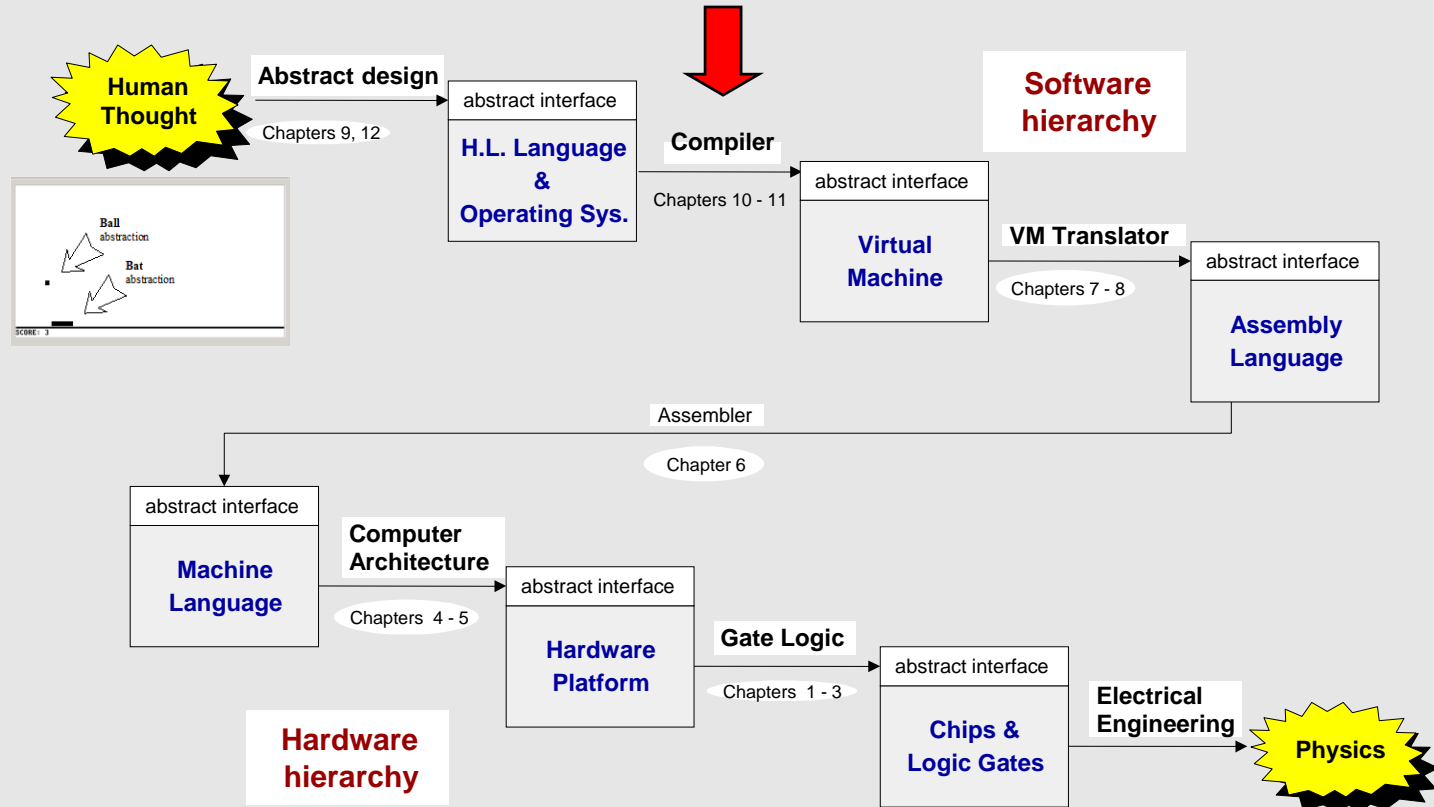 Human
Thought
Abstract design
Chapters 9, 12
abstract interface
H.L. Language
&
Operating Sys.
Compiler
Chapters 10 - 11
Software
hierarchy
abstract interface
Virtual
Machine
VM Translator
Chapters 7 - 8
abstract interface
Assembly
Language
Ball
abstraction
Bat
abstraction
SCORE: 3
Assembler
Chapter 6
abstract interface
Machine
Language
Computer
Architecture
Chapters 4 - 5
abstract interface
Hardware
Platform
Gate Logic
Chapters 1 - 3
abstract interface
Chips &
Logic Gates
Electrical
Engineering
Physics
Hardware
hierarchy